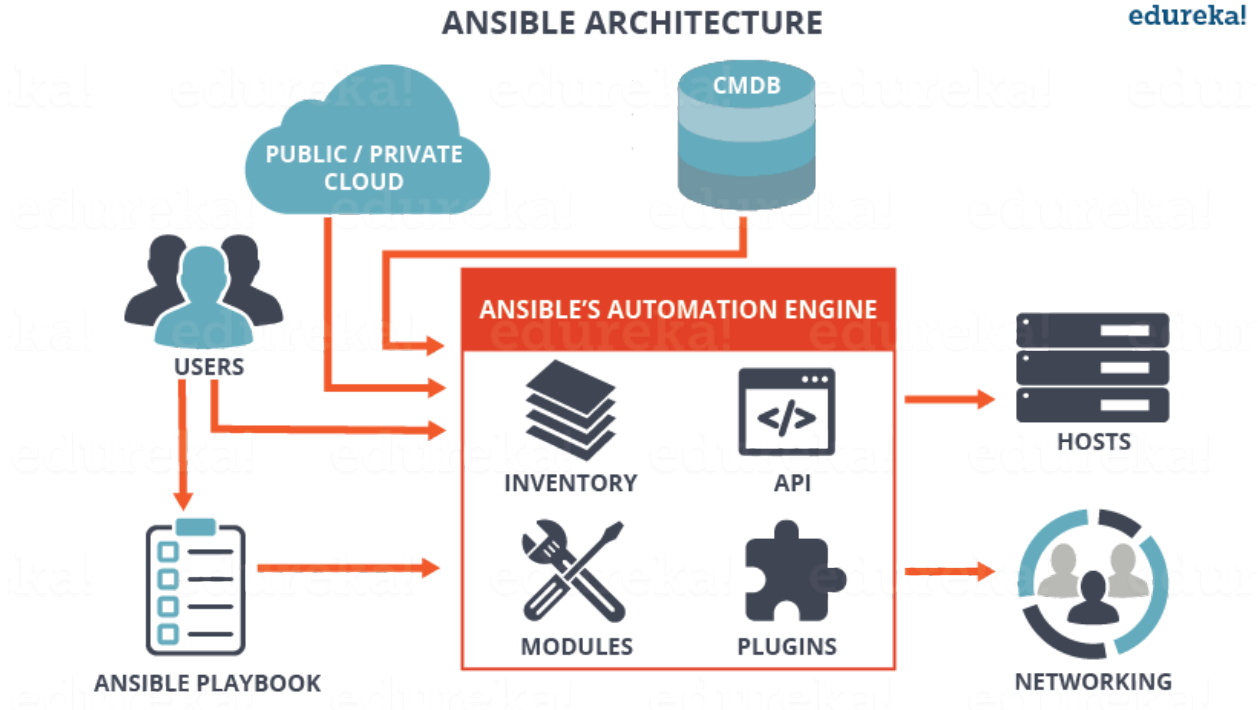 ANSIBLE ARCHITECTURE
edureka!
CMDB
PUBLIC / PRIVATE
CLOUD
USERS
ANSIBLE'S AUTOMATION ENGINE
INVENTORY
API
HOSTS
MODULES
PLUGINS
ANSIBLE PLAYBOOK
NETWORKING